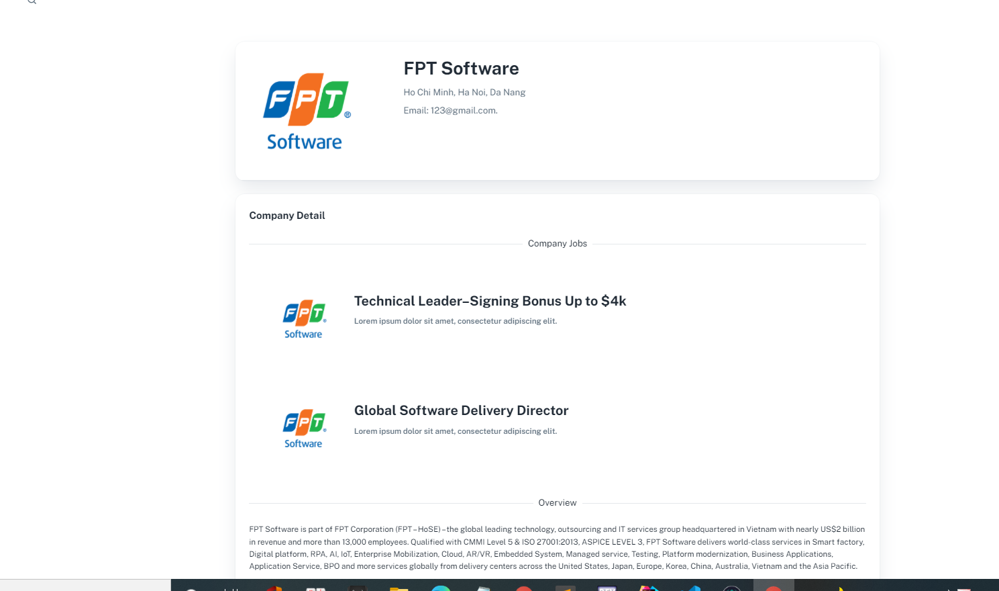 FPT Software
Ho Chi Minh, Ha Noi, Da Nang
Email: 123@gmail.com.
FPT®
Software
Company Detail
Company Jobs
Technical Leader–Signing Bonus Up to $4k
Lorem ipsum dolor sit amet, consectetur adipiscing elit.
FPT®
Software
Global Software Delivery Director
Lorem ipsum dolor sit amet, consectetur adipiscing elit.
FPT®
Software
Overview
FPT Software is part of FPT Corporation (FPT – HoSE) – the global leading technology, outsourcing and IT services group headquartered in Vietnam with nearly US$2 billion
in revenue and more than 13,000 employees. Qualified with CMMI Level 5 & ISO 27001:2013, ASPICE LEVEL 3, FPT Software delivers world-class services in Smart factory,
Digital platform, RPA, AI, IoT, Enterprise Mobilization, Cloud, AR/VR, Embedded System, Managed service, Testing, Platform modernization, Business Applications,
Application Service, BPO and more services globally from delivery centers across the United States, Japan, Europe, Korea, China, Australia, Vietnam and the Asia Pacific.